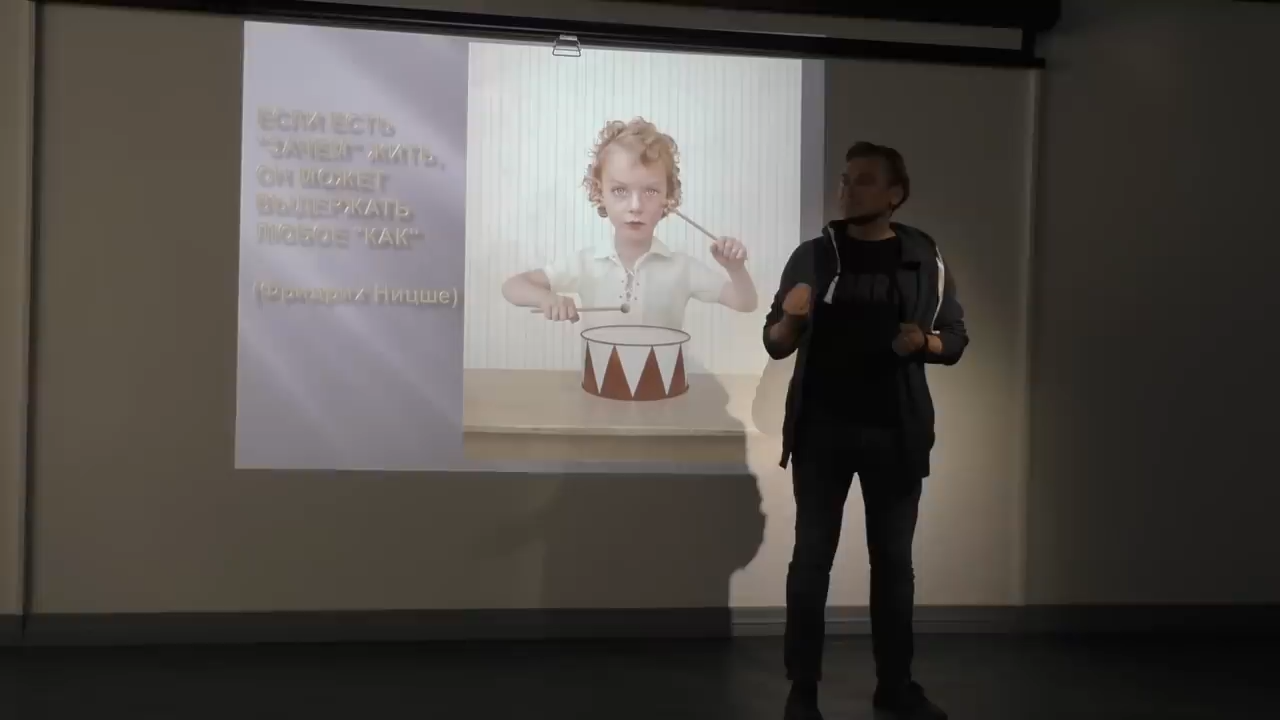 ЕСЛИ ЕСТЬ
"ЗАЧЕМ" ЖИТЬ,
ОН МОЖЕТ
ВЫДЕРЖАТЬ
ЛЮБОЕ "КАК"
(Фридрих Ницше)